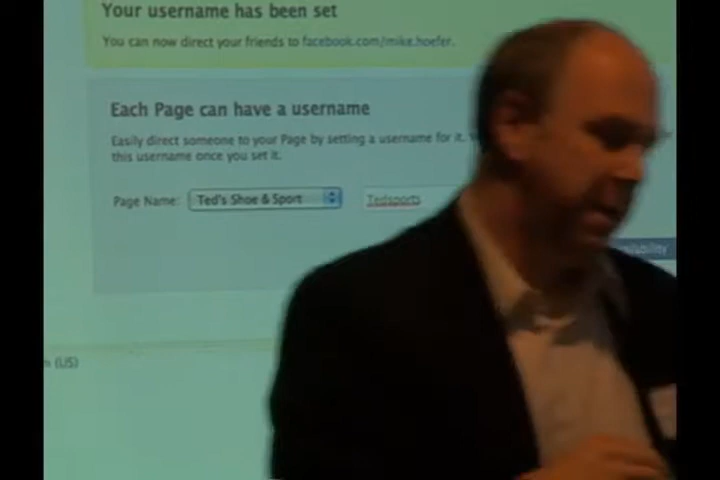 Your username has been set
You can now direct your friends to facebook.com/mike.hoefer.
Each Page can have a username
Easily direct someone to your Page by setting a username for it.
this username once you set it.
Page Name: Ted's Shoe & Sport Tedsports
(US)